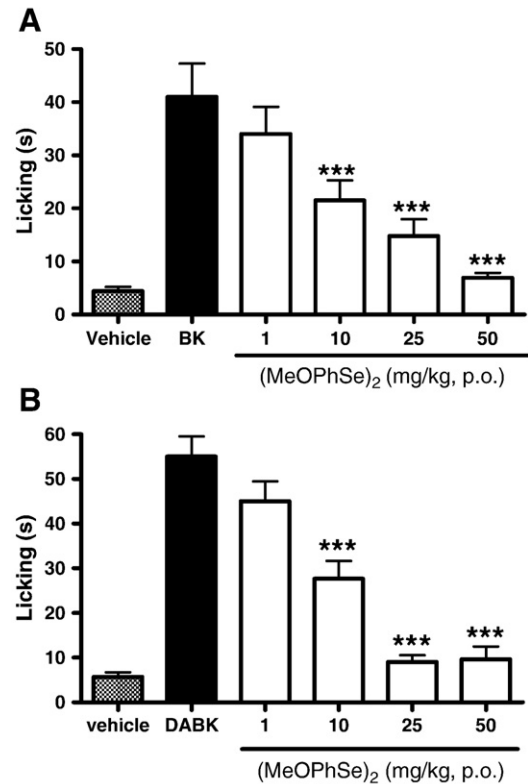 A
50
40
30
20
10
0
Licking (s)
***
***
***
Vehicle BK 1 10 25 50
(MeOPhSe)2 (mg/kg, p.o.)
B
60
50
40
30
20
10
0
Licking (s)
***
***
***
vehicle DABK 1 10 25 50
(MeOPhSe)2 (mg/kg, p.o.)